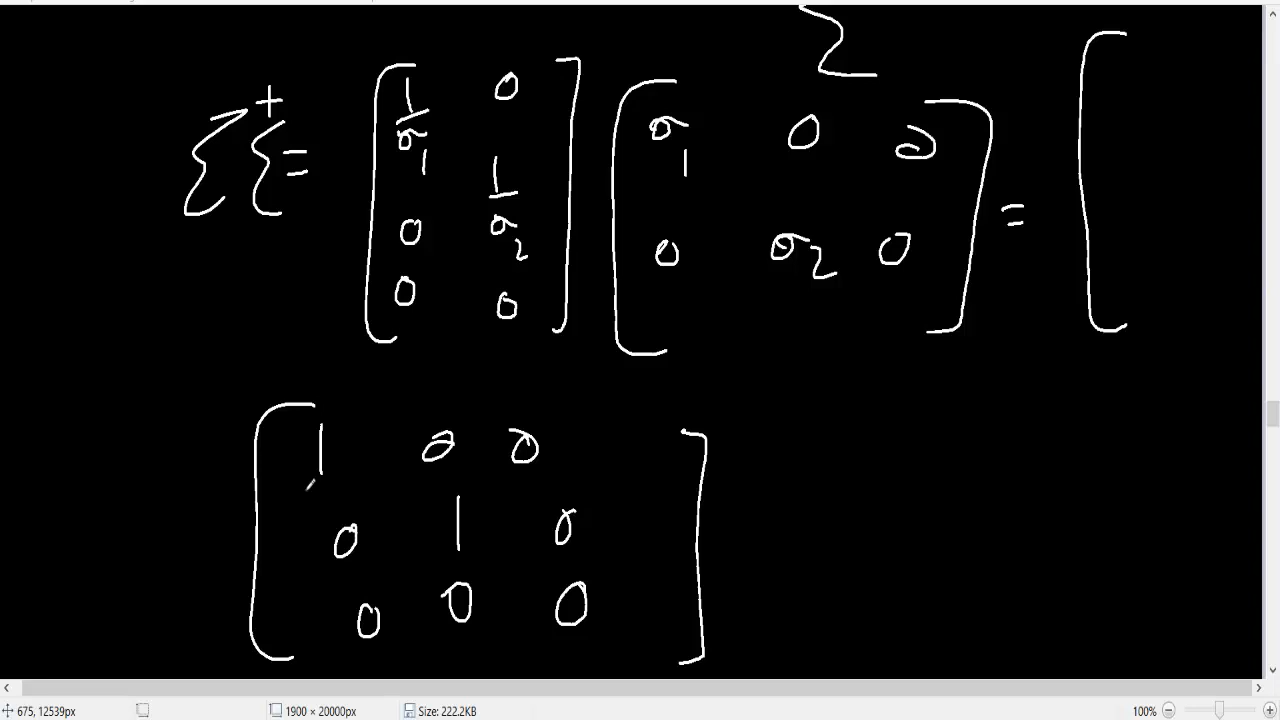 Σ⁺Σ = [ 1/σ₁ 0 ] [ σ₁ 0 0 ] = [
[ 0 1/σ₂ ] [ 0 σ₂ 0 ]
[ 0 0 ]
[ 1 0 0 ]
[ 0 1 0 ]
[ 0 0 0 ]
675, 12539px 1900 × 20000px Size: 222.2KB 100%